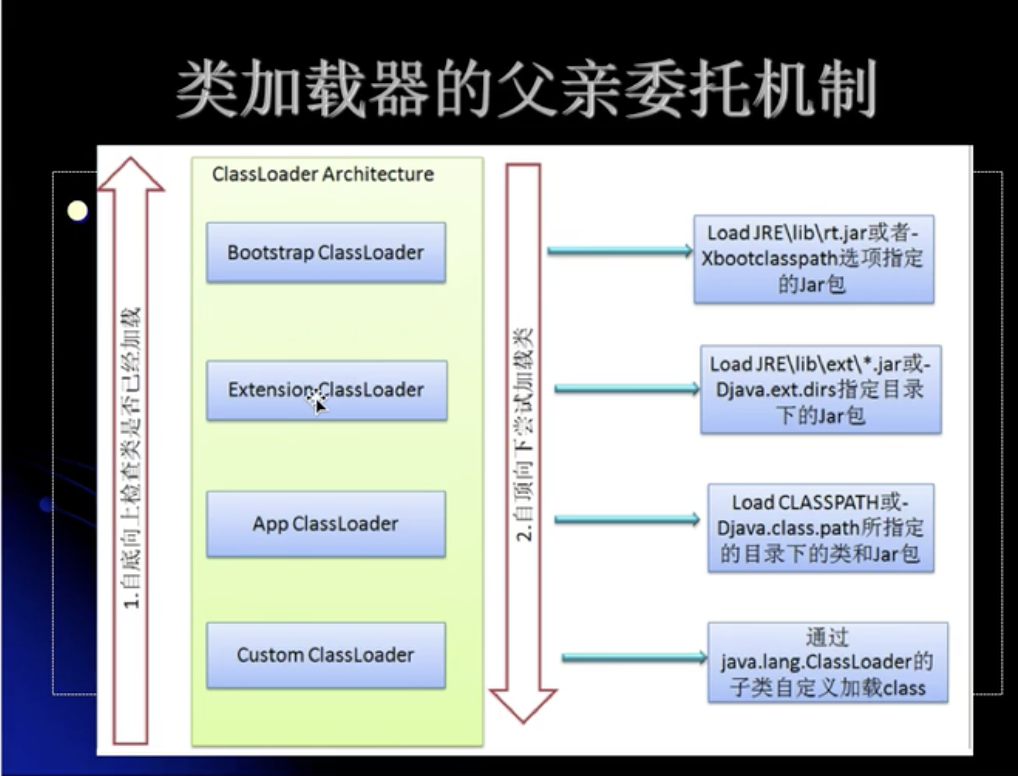 类加载器的父亲委托机制
ClassLoader Architecture
1.自底向上检查类是否已经加载
Bootstrap ClassLoader
Extension ClassLoader
App ClassLoader
Custom ClassLoader
2.自顶向下尝试加载类
Load JRE\lib\rt.jar或者-
Xbootclasspath选项指定
的Jar包
Load JRE\lib\ext\*.jar或-
Djava.ext.dirs指定目录
下的Jar包
Load CLASSPATH或-
Djava.class.path所指定
的目录下的类和Jar包
通过
java.lang.ClassLoader的
子类自定义加载class